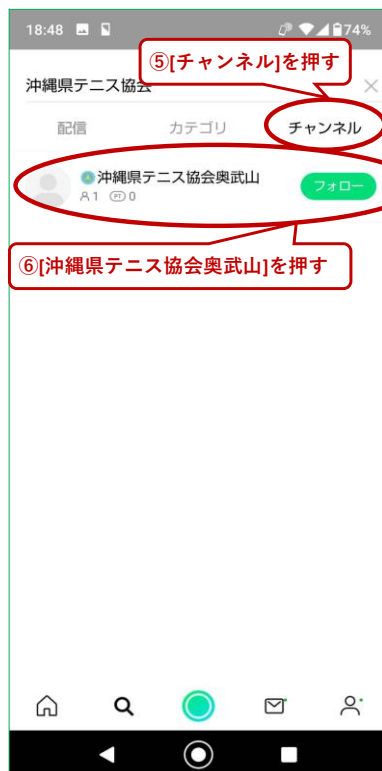 18:48 74%
⑤[チャンネル]を押す
沖縄県テニス協会
配信 カテゴリ チャンネル
沖縄県テニス協会奥武山 フォロー
1 PT 0
⑥[沖縄県テニス協会奥武山]を押す